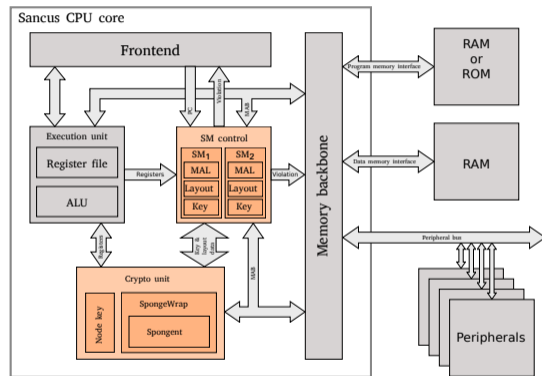 Sancus CPU core
Frontend
PC
Violation
MAB
Execution unit
Register file
ALU
Registers
SM control
SM1
MAL
Layout
Key
SM2
MAL
Layout
Key
Violation
Registers
Key &
layout
data
MAB
Crypto unit
Node key
SpongeWrap
Spongent
Memory backbone
Program memory interface
RAM
or
ROM
Data memory interface
RAM
Peripheral bus
Peripherals